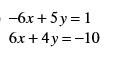 −6x + 5y = 1
6x + 4y = −10